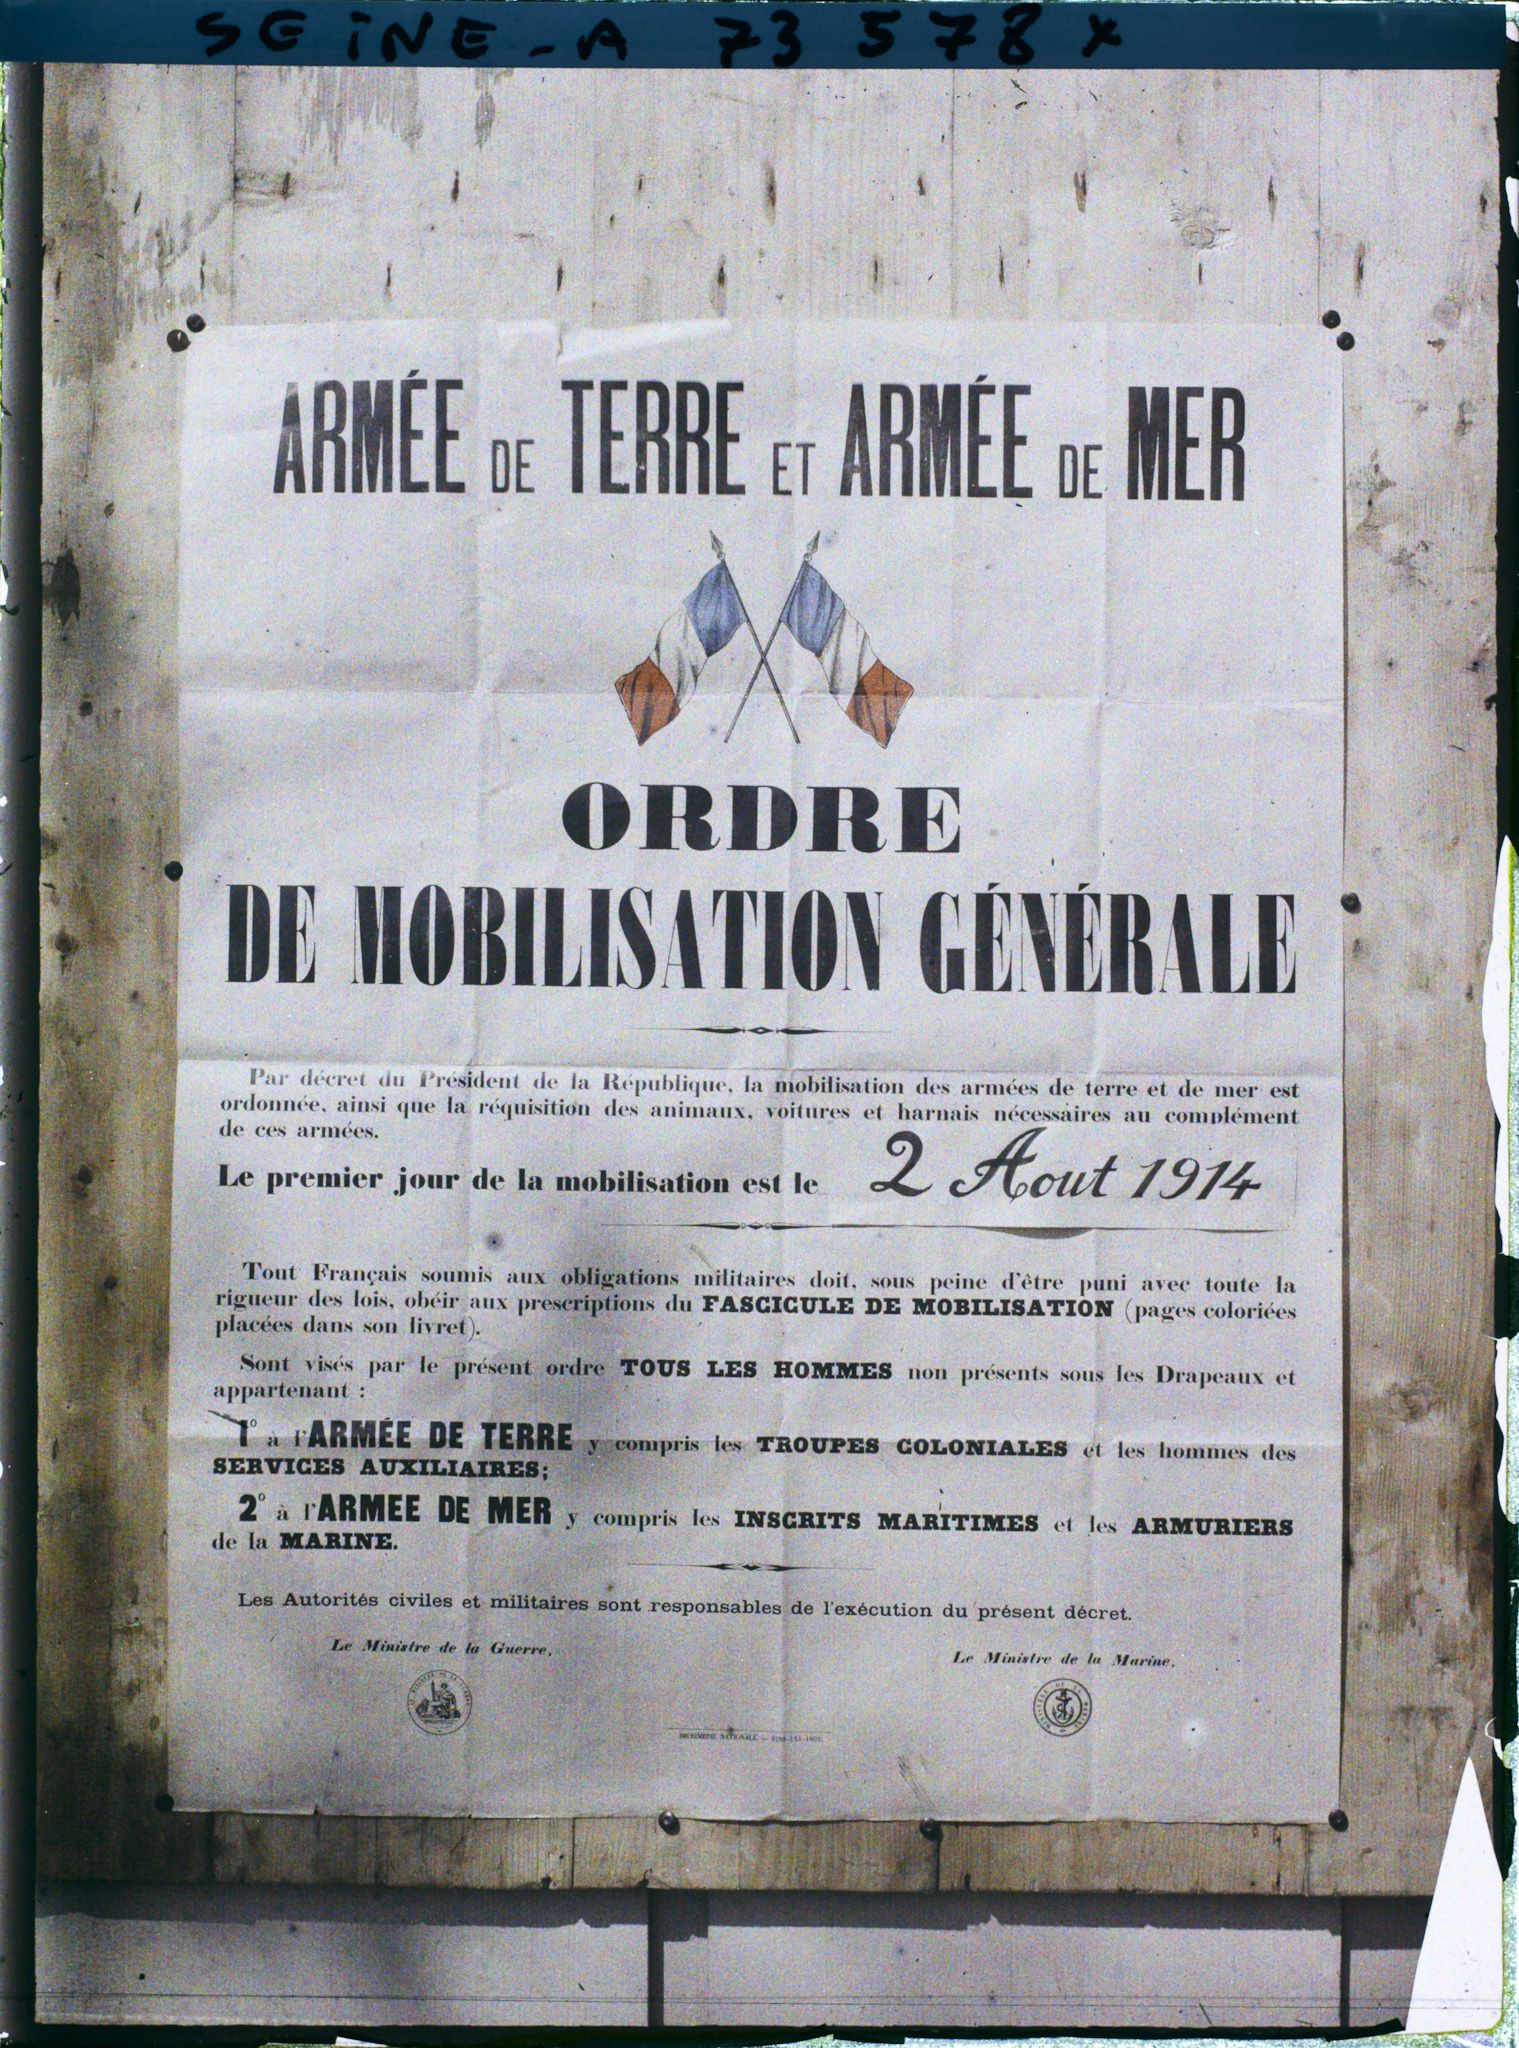 SEINE - A 73 578 X
ARMÉE DE TERRE ET ARMÉE DE MER
ORDRE
DE MOBILISATION GÉNÉRALE
Par décret du Président de la République, la mobilisation des armées de terre et de mer est
ordonnée, ainsi que la réquisition des animaux, voitures et harnais nécessaires au complément
de ces armées.
Le premier jour de la mobilisation est le 2 Aout 1914
Tout Français soumis aux obligations militaires doit, sous peine d'être puni avec toute la
rigueur des lois, obéir aux prescriptions du FASCICULE DE MOBILISATION (pages coloriées
placées dans son livret).
Sont visés par le présent ordre TOUS LES HOMMES non présents sous les Drapeaux et
appartenant :
1° à l'ARMÉE DE TERRE y compris les TROUPES COLONIALES et les hommes des
SERVICES AUXILIAIRES;
2° à l'ARMEE DE MER y compris les INSCRITS MARITIMES et les ARMURIERS
de la MARINE.
Les Autorités civiles et militaires sont responsables de l'exécution du présent décret.
Le Ministre de la Guerre,
Le Ministre de la Marine,
IMPRIMERIE NATIONALE